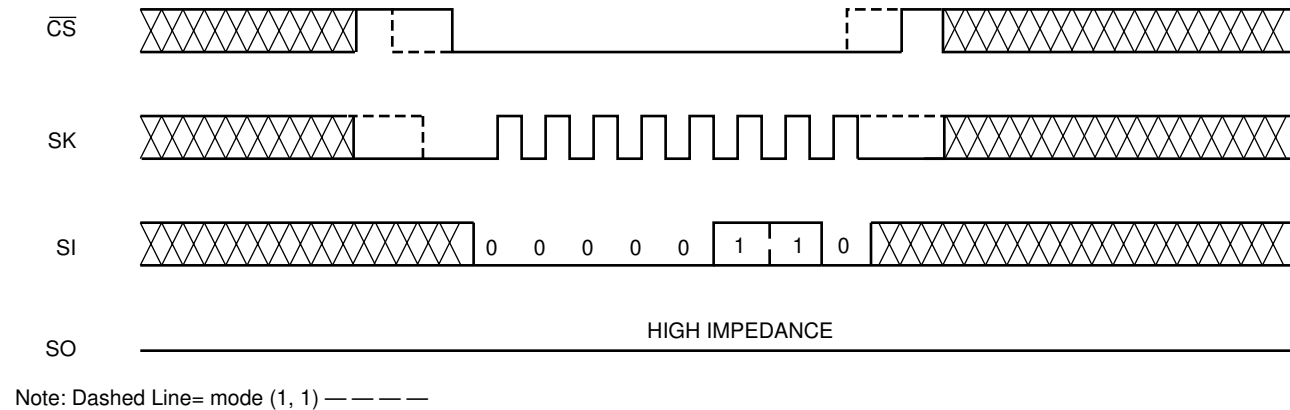 CS
SK
SI
0 0 0 0 0 1 1 0
HIGH IMPEDANCE
SO
Note: Dashed Line= mode (1, 1) — — — —